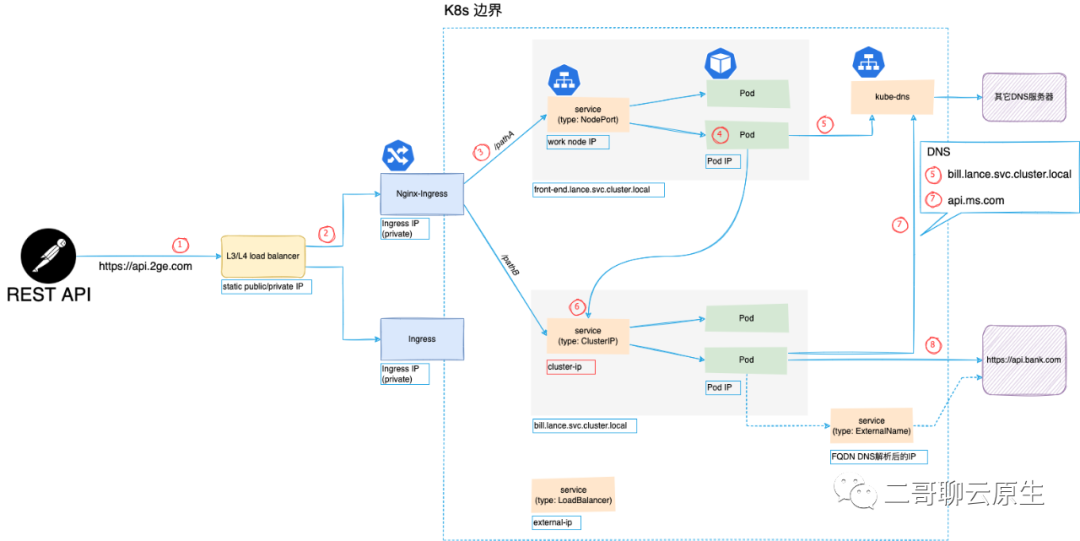 K8s 边界
service
(type: NodePort)
work node IP
Pod
4
Pod
Pod IP
front-end.lance.svc.cluster.local
5
kube-dns
其它DNS服务器
DNS
5 bill.lance.svc.cluster.local
7 api.ms.com
3
/pathA
Nginx-Ingress
Ingress IP
(private)
1
2
https://api.2ge.com
REST API
L3/L4 load balancer
static public/private IP
/pathB
7
Ingress
Ingress IP
(private)
6
service
(type: ClusterIP)
cluster-ip
Pod
Pod
Pod IP
bill.lance.svc.cluster.local
8
https://api.bank.com
service
(type: ExternalName)
FQDN DNS解析后的IP
service
(type: LoadBalancer)
external-ip
二哥聊云原生